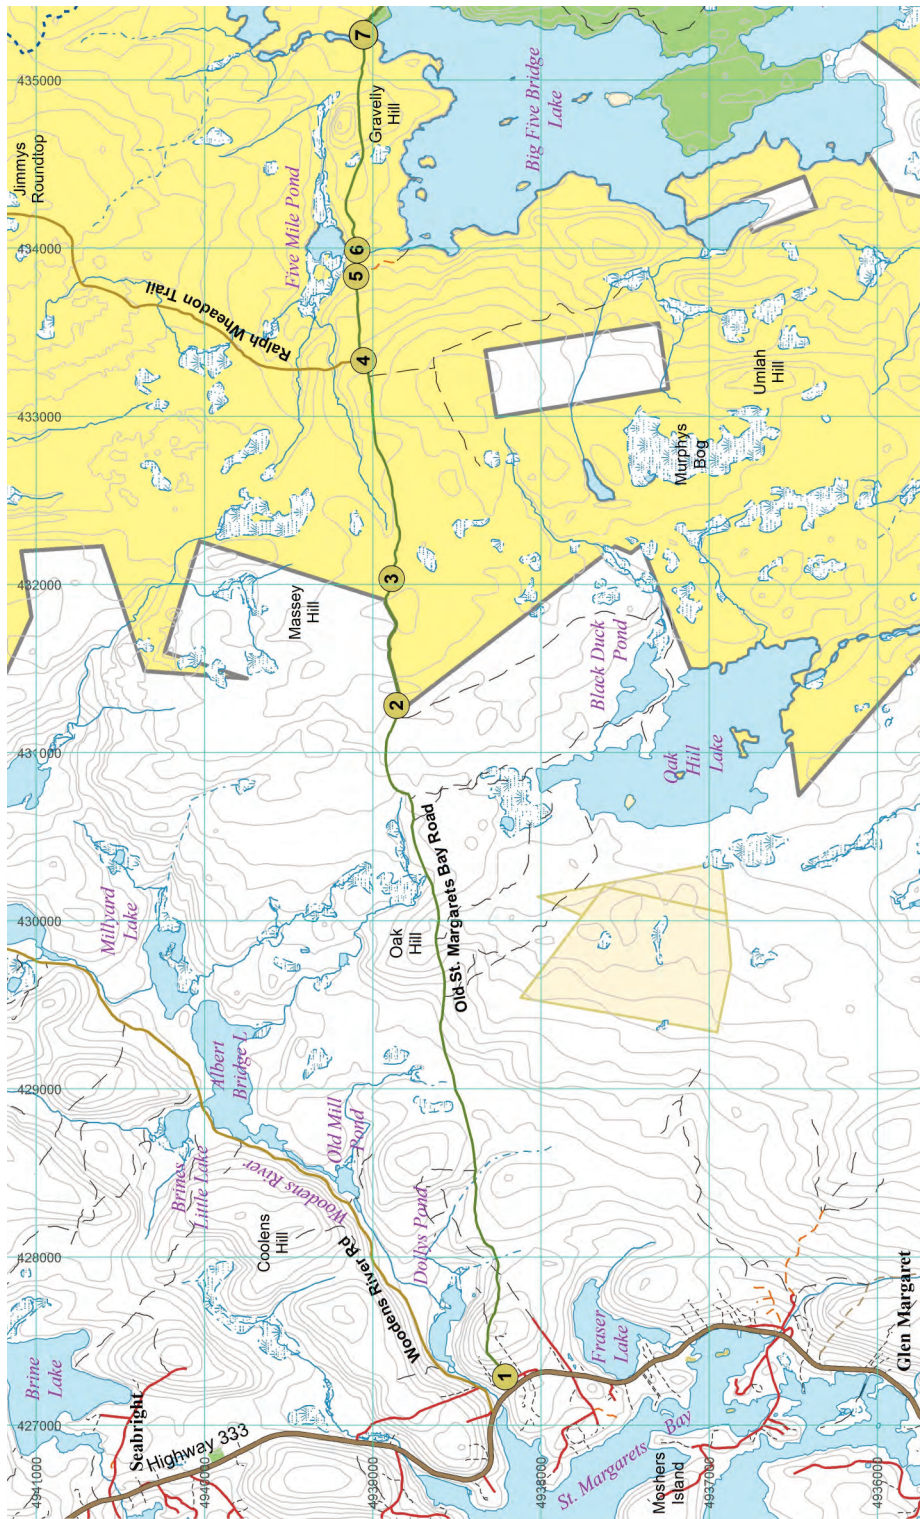 435000
434000
433000
432000
431000
430000
429000
428000
427000
4941000
4940000
4939000
4938000
4937000
4936000
Jimmys
Roundtop
Ralph Wheadon Trail
Five Mile Pond
Gravelly
Hill
Big Five Bridge
Lake
7
6
5
4
3
2
1
Umlah
Hill
Murphys
Bog
Massey
Hill
Black Duck
Pond
Oak
Hill
Lake
Millyard
Lake
Oak
Hill
Old St. Margarets Bay Road
Albert
Bridge L
Old Mill
Pond
Brines
Little Lake
Woodens River
Coolens
Hill
Dollys Pond
Woodens River Rd
Brine
Lake
Seabright
Highway 333
Fraser
Lake
St. Margarets Bay
Moshers
Island
Glen Margaret